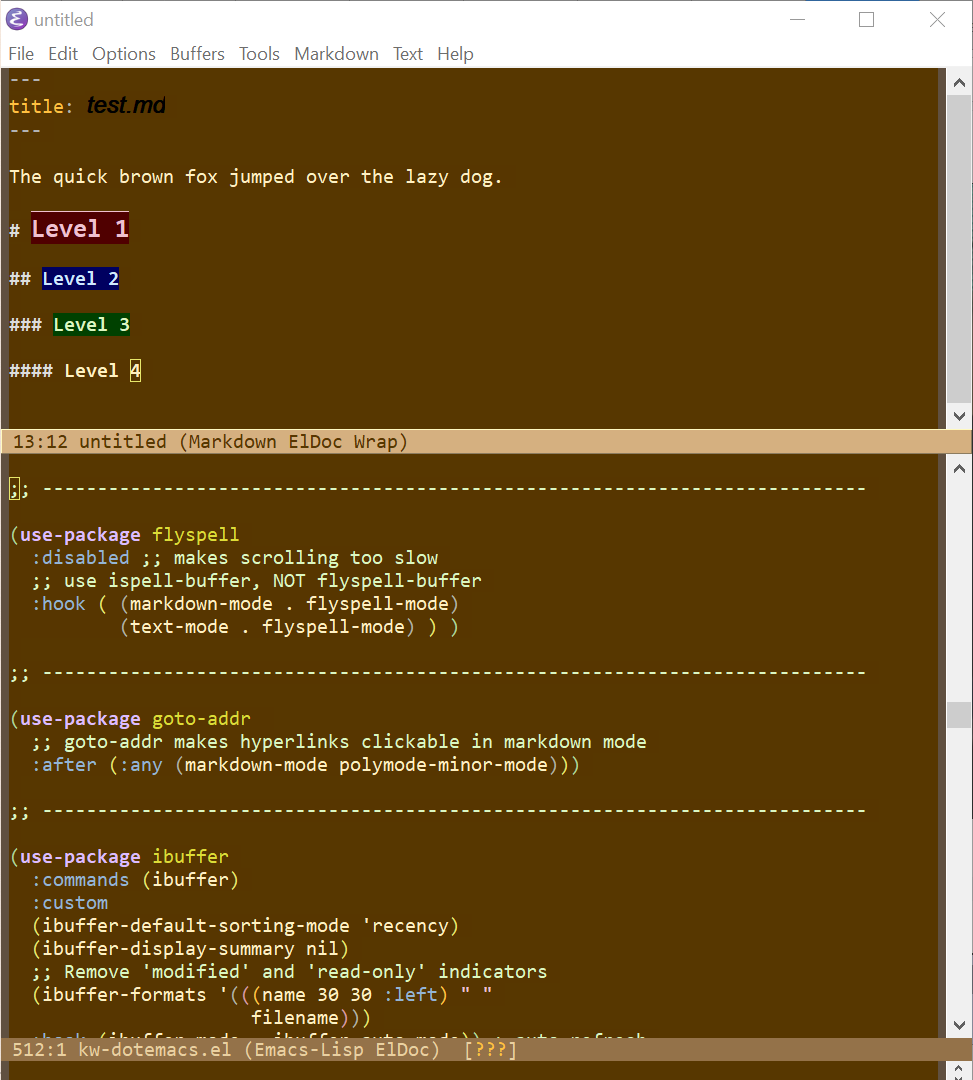 untitled
File Edit Options Buffers Tools Markdown Text Help
---
title: test.md
---
The quick brown fox jumped over the lazy dog.
# Level 1
## Level 2
### Level 3
#### Level 4
13:12 untitled (Markdown ElDoc Wrap)
;; ---------------------------------------------------------------------------
(use-package flyspell
  :disabled ;; makes scrolling too slow
  ;; use ispell-buffer, NOT flyspell-buffer
  :hook ( (markdown-mode . flyspell-mode)
          (text-mode . flyspell-mode) ) )
;; ---------------------------------------------------------------------------
(use-package goto-addr
  ;; goto-addr makes hyperlinks clickable in markdown mode
  :after (:any (markdown-mode polymode-minor-mode)))
;; ---------------------------------------------------------------------------
(use-package ibuffer
  :commands (ibuffer)
  :custom
  (ibuffer-default-sorting-mode 'recency)
  (ibuffer-display-summary nil)
  ;; Remove 'modified' and 'read-only' indicators
  (ibuffer-formats '(((name 30 30 :left) " "
                      filename)))
512:1 kw-dotemacs.el (Emacs-Lisp ElDoc) [???]